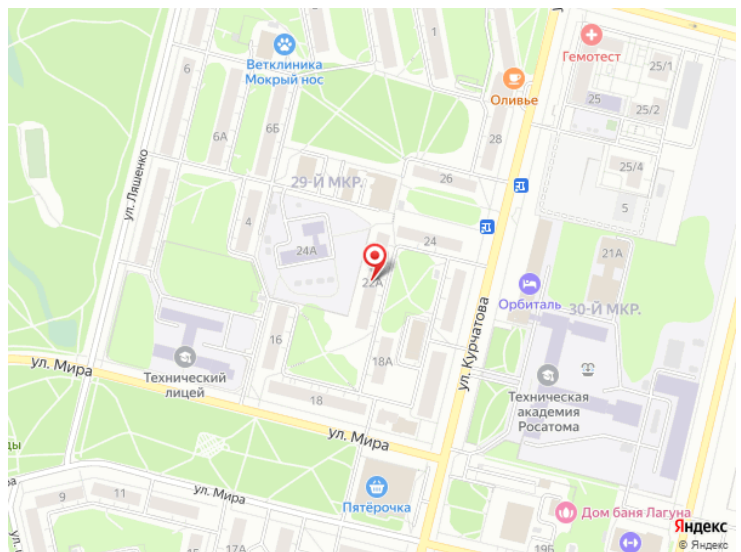 1
Гемотест
25/1
Ветклиника
Мокрый нос
6
Оливье
25
25/2
6Б
6А
28
ул. Ляшенко
25/4
26
29-Й МКР.
5
4
24
24А
21А
22А
Орбиталь
30-Й МКР.
ул. Курчатова
16
18А
ул. Мира
Технический
лицей
Техническая
академия
Росатома
18
ул. Мира
Пятёрочка
9
11
ул. Мира
Дом баня Лагуна
Яндекс
17А
19Б
© Яндекс